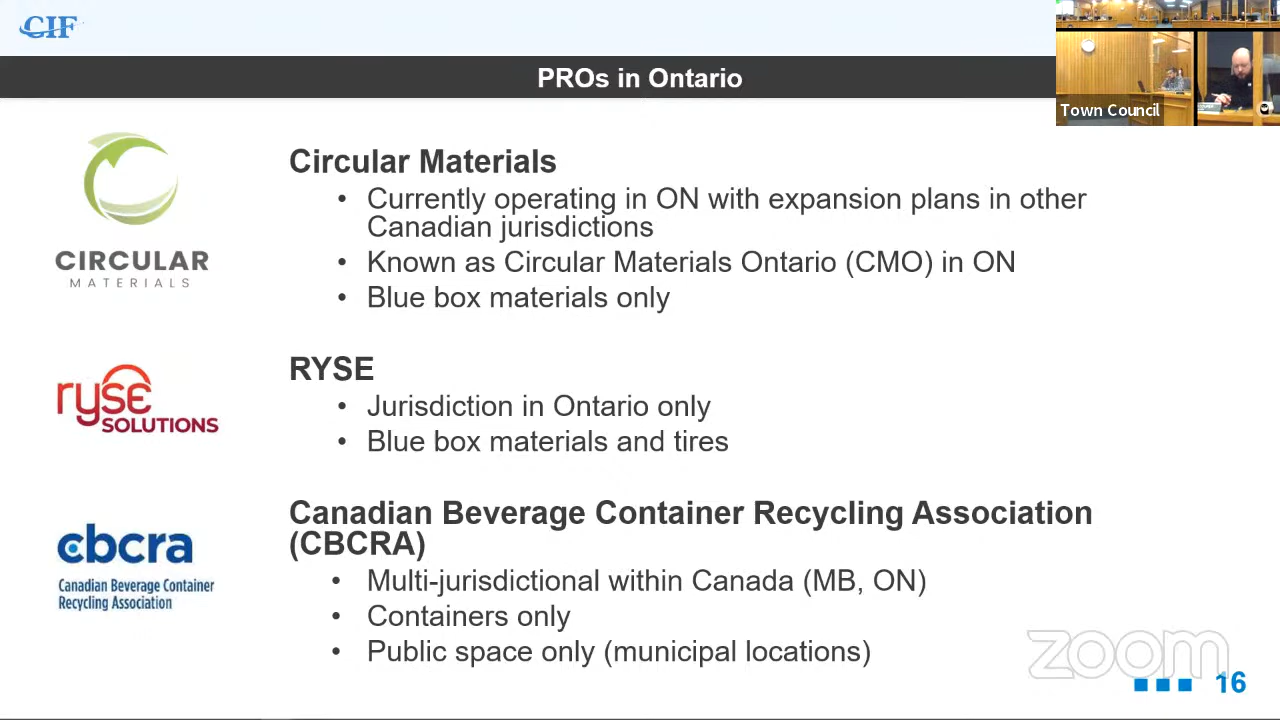 CIF
PROs in Ontario
Town Council
CIRCULAR
MATERIALS
Circular Materials
• Currently operating in ON with expansion plans in other
Canadian jurisdictions
• Known as Circular Materials Ontario (CMO) in ON
• Blue box materials only
ryse
SOLUTIONS
RYSE
• Jurisdiction in Ontario only
• Blue box materials and tires
cbcra
Canadian Beverage Container
Recycling Association
Canadian Beverage Container Recycling Association
(CBCRA)
• Multi-jurisdictional within Canada (MB, ON)
• Containers only
• Public space only (municipal locations)
zoom
16